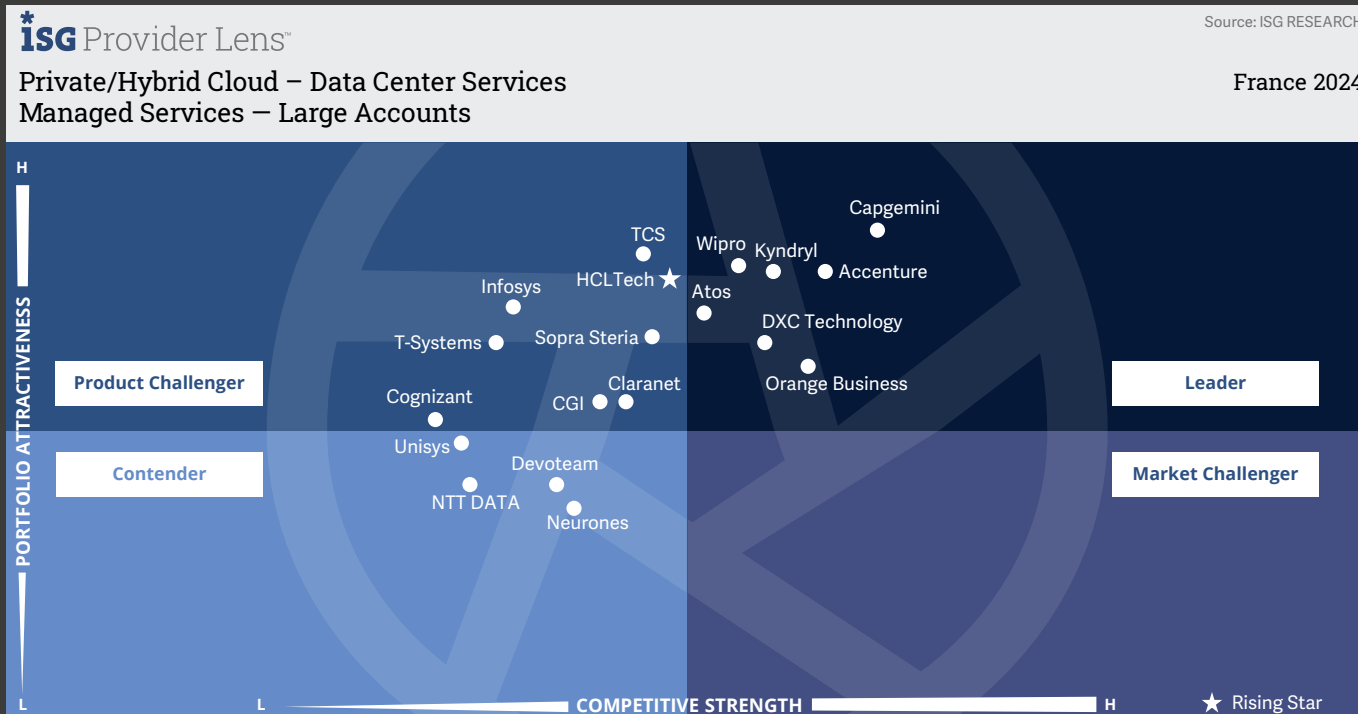 ISG Provider Lens™
Source: ISG RESEARCH
Private/Hybrid Cloud – Data Center Services
France 2024
Managed Services — Large Accounts
H
PORTFOLIO ATTRACTIVENESS
L
Capgemini
TCS
Wipro
Kyndryl
HCLTech
Accenture
Infosys
Atos
DXC Technology
T-Systems
Sopra Steria
Product Challenger
Claranet
Orange Business
Leader
Cognizant
CGI
Unisys
Devoteam
Contender
Market Challenger
NTT DATA
Neurones
L
COMPETITIVE STRENGTH
H
Rising Star